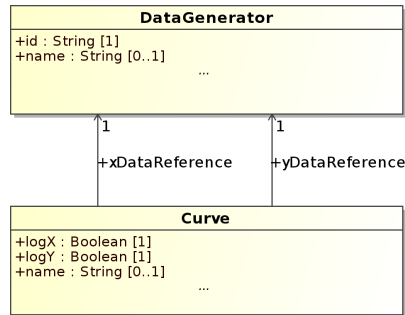 DataGenerator
+id : String [1]
+name : String [0..1]
...
1
1
+xDataReference
+yDataReference
Curve
+logX : Boolean [1]
+logY : Boolean [1]
+name : String [0..1]
...